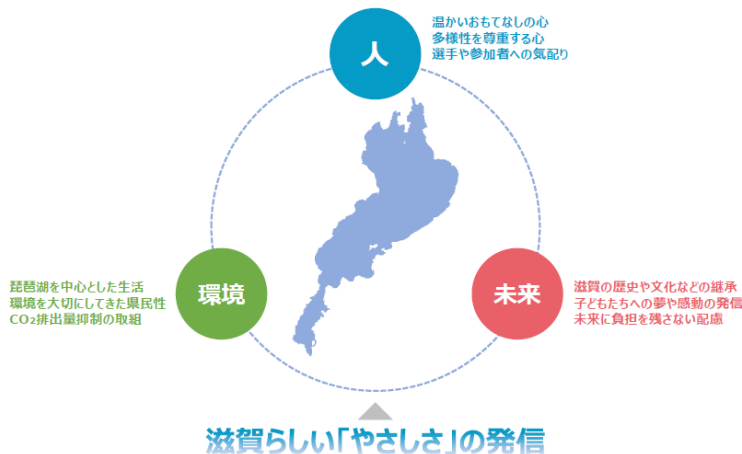 人
温かいおもてなしの心
多様性を尊重する心
選手や参加者への気配り
環境
琵琶湖を中心とした生活
環境を大切にしてきた県民性
CO₂排出量抑制の取組
未来
滋賀の歴史や文化などの継承
子どもたちへの夢や感動の発信
未来に負担を残さない配慮
滋賀らしい「やさしさ」の発信